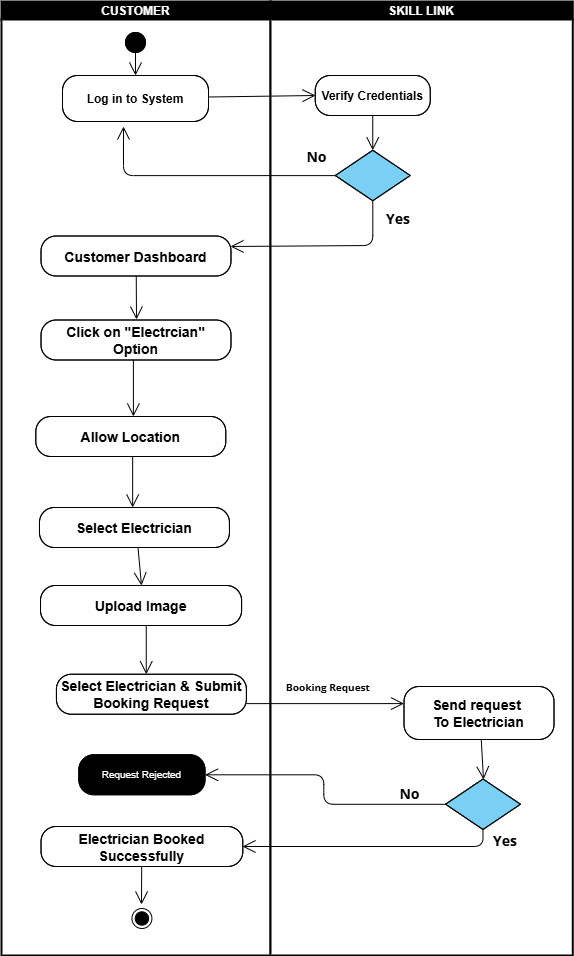 CUSTOMER
SKILL LINK
Log in to System
Verify Credentials
No
Yes
Customer Dashboard
Click on "Electrcian"
Option
Allow Location
Select Electrician
Upload Image
Select Electrician & Submit
Booking Request
Booking Request
Send request
To Electrician
Request Rejected
No
Yes
Electrician Booked
Successfully